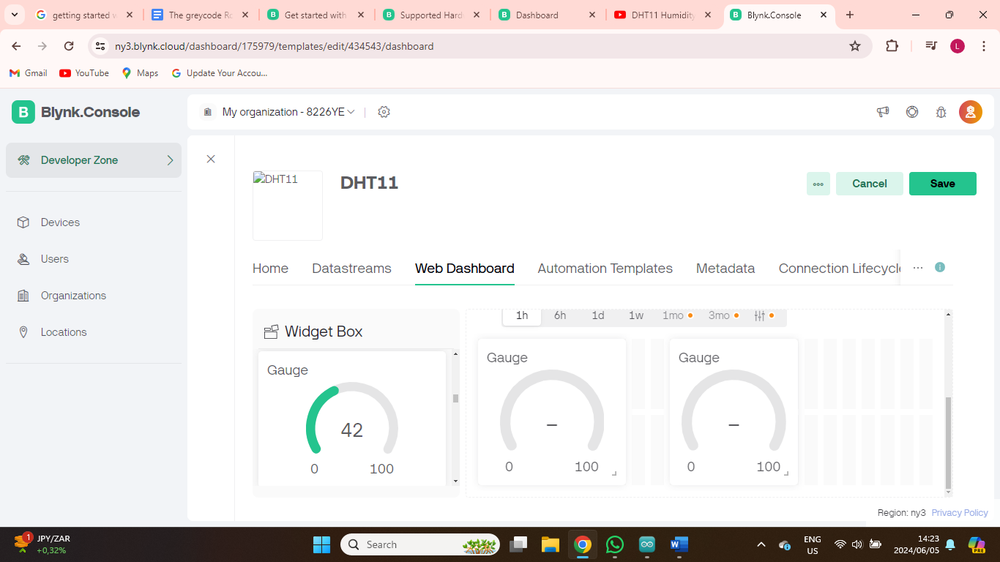 getting started w
The greycode Ro
Get started with
Supported Hard
Dashboard
DHT11 Humidity
Blynk.Console
ny3.blynk.cloud/dashboard/175979/templates/edit/434543/dashboard
L
Gmail
YouTube
Maps
Update Your Accou...
B
Blynk.Console
My organization - 8226YE
Developer Zone
Devices
Users
Organizations
Locations
DHT11
DHT11
Cancel
Save
Home
Datastreams
Web Dashboard
Automation Templates
Metadata
Connection Lifecycle
Widget Box
1h
6h
1d
1w
1mo
3mo
Gauge
42
0
100
Gauge
–
0
100
Gauge
–
0
100
Region: ny3
Privacy Policy
1
JPY/ZAR
+0,32%
Search
ENG
US
14:23
2024/06/05
PRE